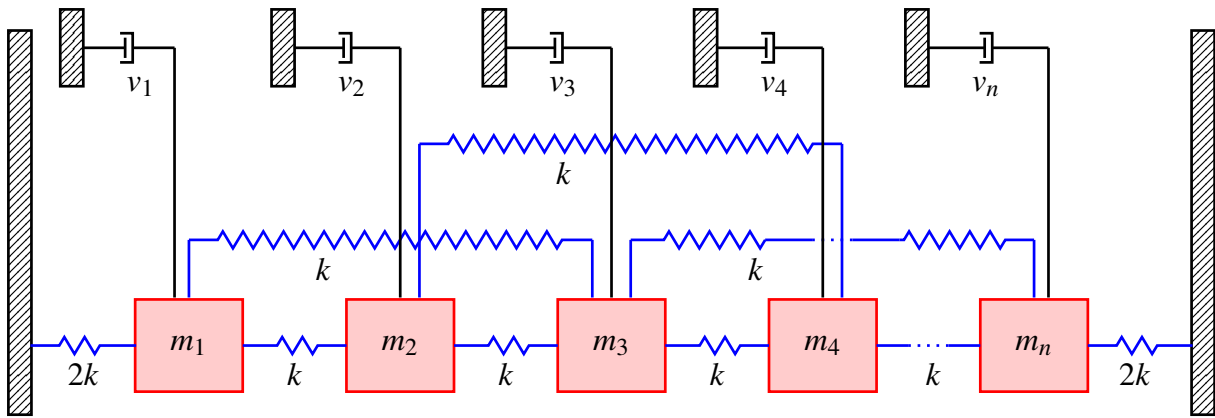 v₁ v₂ v₃ v₄ vₙ
k
k k
m₁ m₂ m₃ m₄ mₙ
2k k k k k 2k